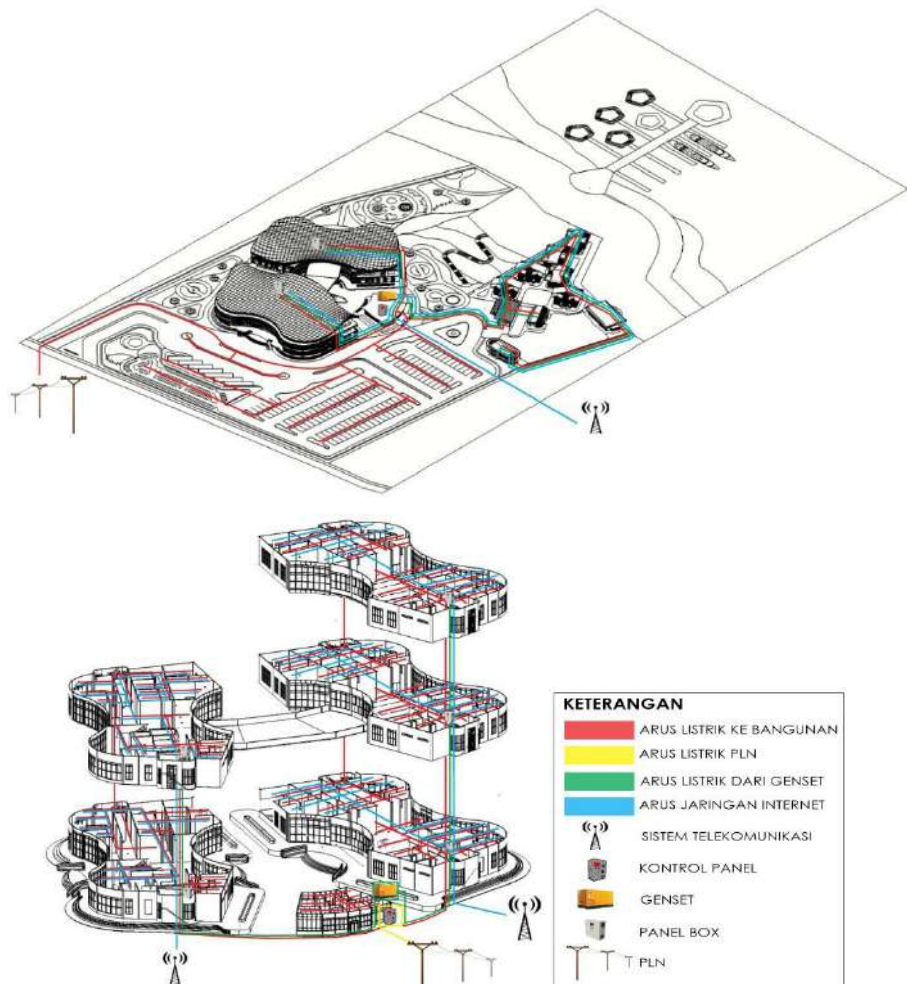 KETERANGAN
ARUS LISTRIK KE BANGUNAN
ARUS LISTRIK PLN
ARUS LISTRIK DARI GENSET
ARUS JARINGAN INTERNET
SISTEM TELEKOMUNIKASI
KONTROL PANEL
GENSET
PANEL BOX
PLN